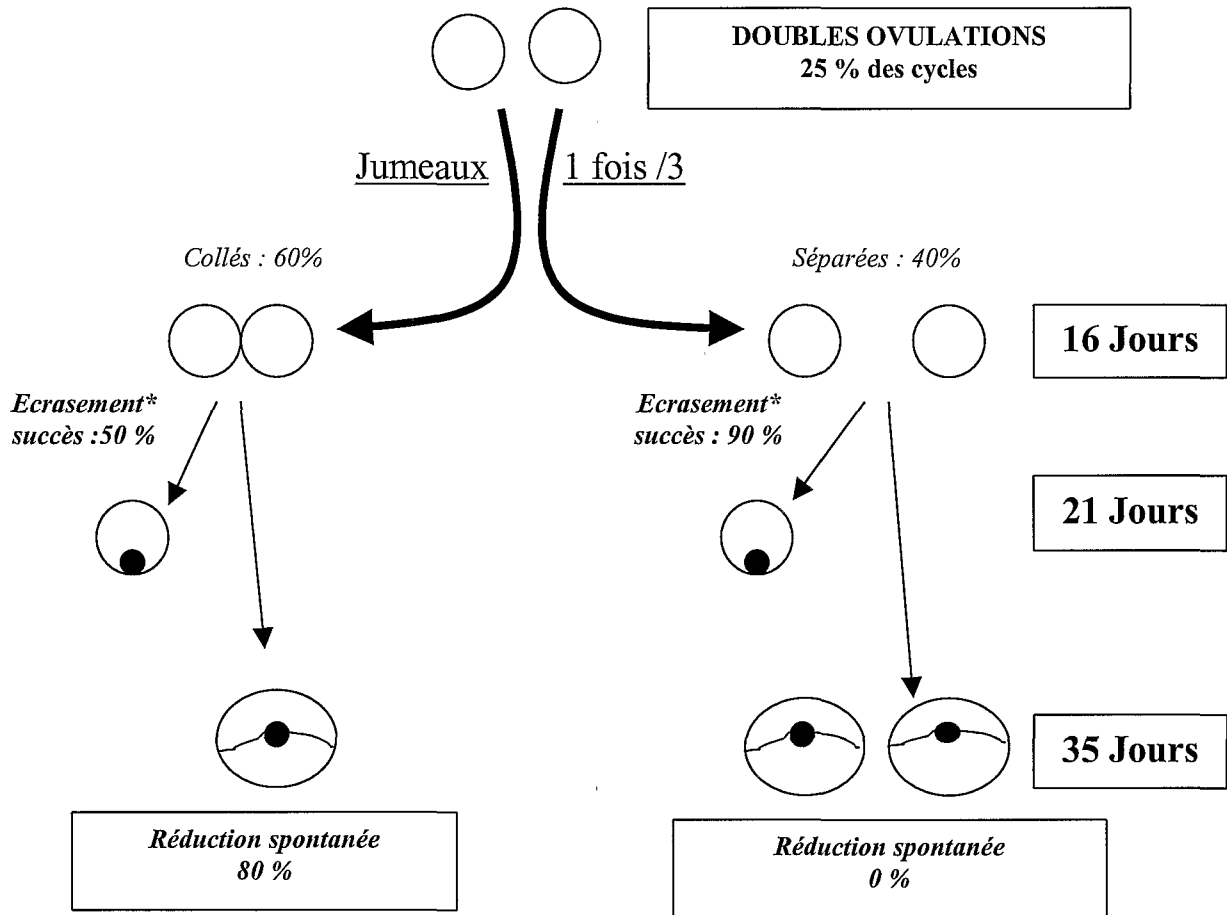 DOUBLES OVULATIONS
25 % des cycles
Jumeaux
1 fois /3
Collés : 60%
Séparées : 40%
16 Jours
Ecrasement*
succès :50 %
Ecrasement*
succès : 90 %
21 Jours
35 Jours
Réduction spontanée
80 %
Réduction spontanée
0 %